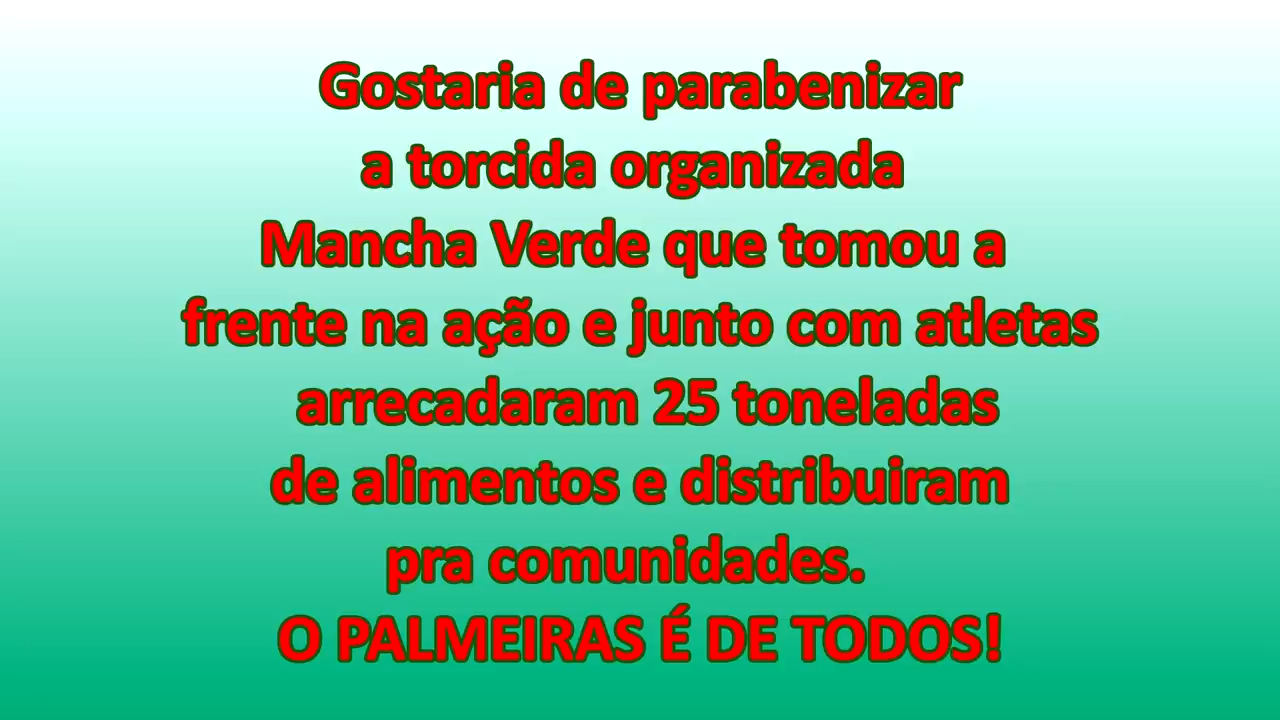 Gostaria de parabenizar
a torcida organizada
Mancha Verde que tomou a
frente na ação e junto com atletas
arrecadaram 25 toneladas
de alimentos e distribuiram
pra comunidades.
O PALMEIRAS É DE TODOS!